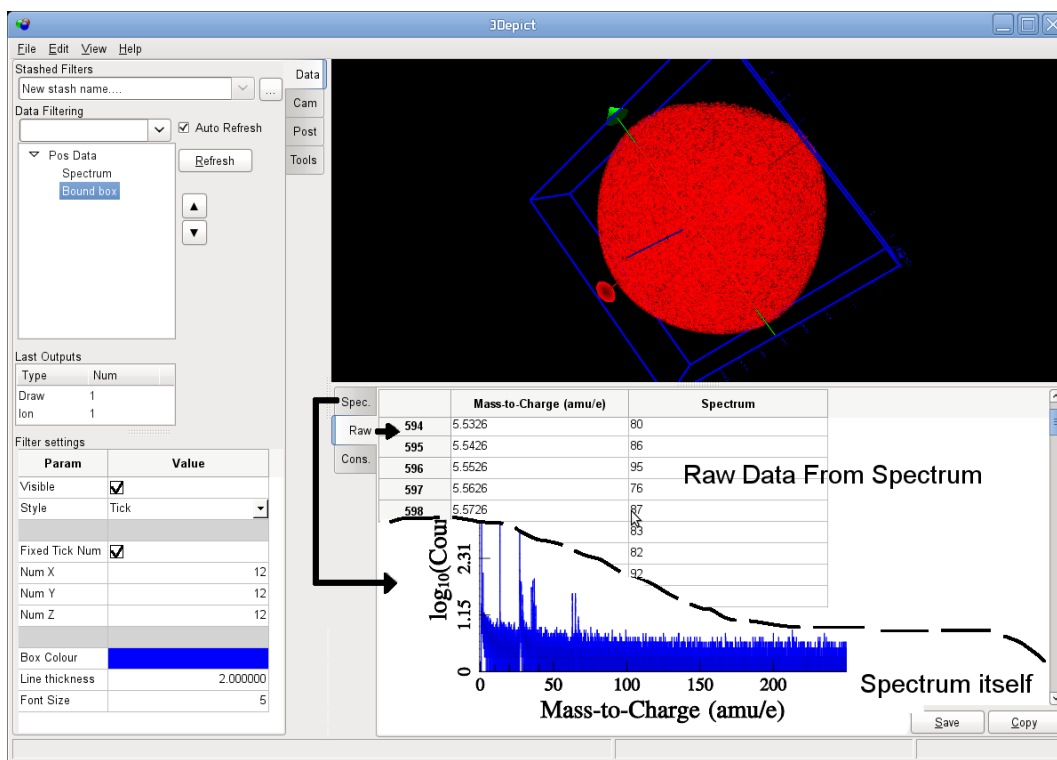 3Depict
File Edit View Help
Stashed Filters
New stash name....
...
Data Filtering
Auto Refresh
Pos Data
Spectrum
Bound box
Refresh
Data
Cam
Post
Tools
Last Outputs
Type Num
Draw 1
Ion 1
Filter settings
Param Value
Visible
Style Tick
Fixed Tick Num
Num X 12
Num Y 12
Num Z 12
Box Colour
Line thickness 2.000000
Font Size 5
Spec.
Raw
Cons.
Mass-to-Charge (amu/e) Spectrum
594 5.5326 80
595 5.5426 86
596 5.5526 95
597 5.5626 76
598 5.5726 87
83
82
92
Raw Data From Spectrum
log10(Cour
2.31
1.15
0
0 50 100 150 200
Mass-to-Charge (amu/e)
Spectrum itself
Save Copy